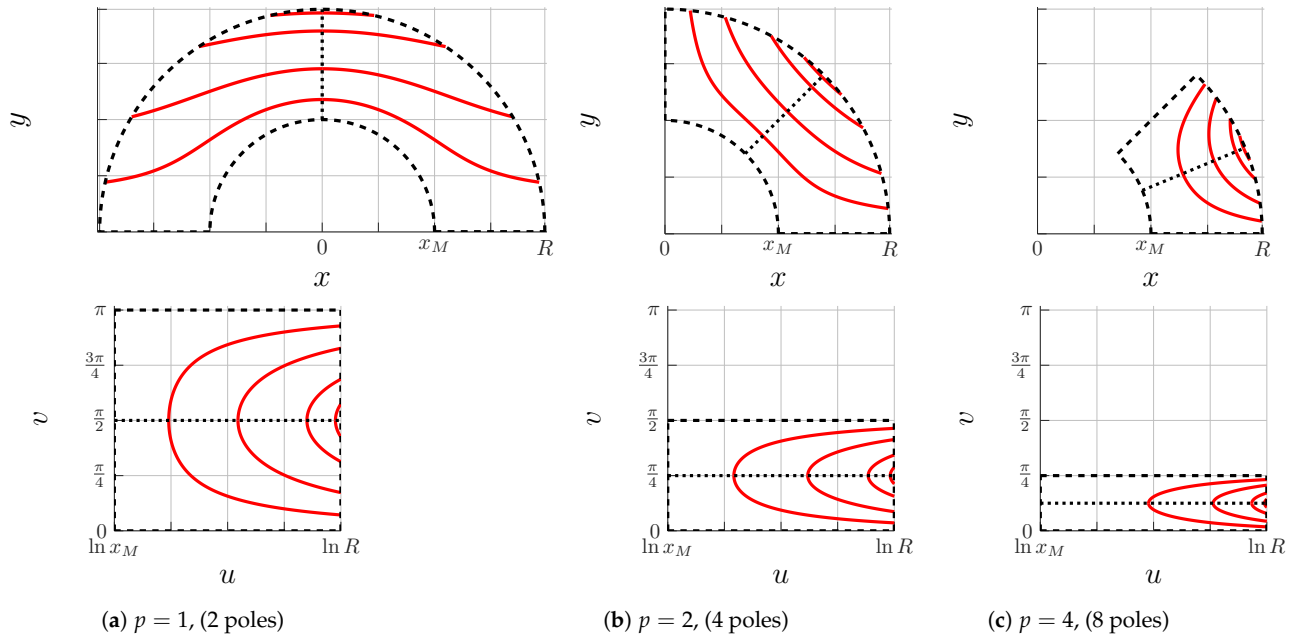 y
0
x_M
R
x
y
0
x_M
R
x
y
0
x_M
R
x
π
3π/4
π/2
π/4
0
v
ln x_M
ln R
u
π
3π/4
π/2
π/4
0
v
ln x_M
ln R
u
π
3π/4
π/2
π/4
0
v
ln x_M
ln R
u
(a) p = 1, (2 poles)
(b) p = 2, (4 poles)
(c) p = 4, (8 poles)